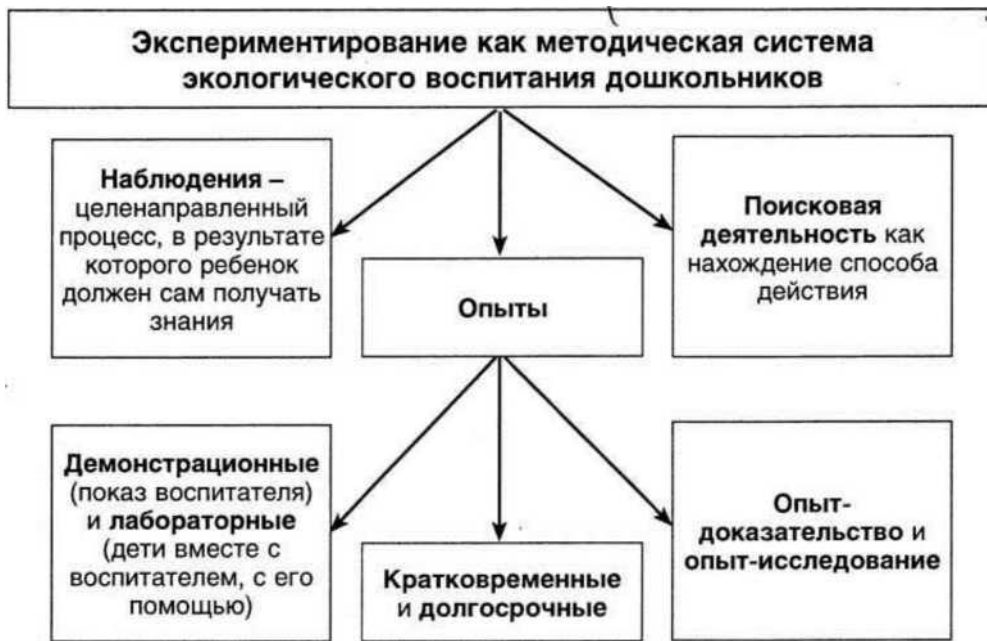 Экспериментирование как методическая система
экологического воспитания дошкольников
Наблюдения –
целенаправленный
процесс, в результате
которого ребенок
должен сам получать
знания
Опыты
Поисковая
деятельность как
нахождение способа
действия
Демонстрационные
(показ воспитателя)
и лабораторные
(дети вместе с
воспитателем, с его
помощью)
Кратковременные
и долгосрочные
Опыт-
доказательство и
опыт-исследование